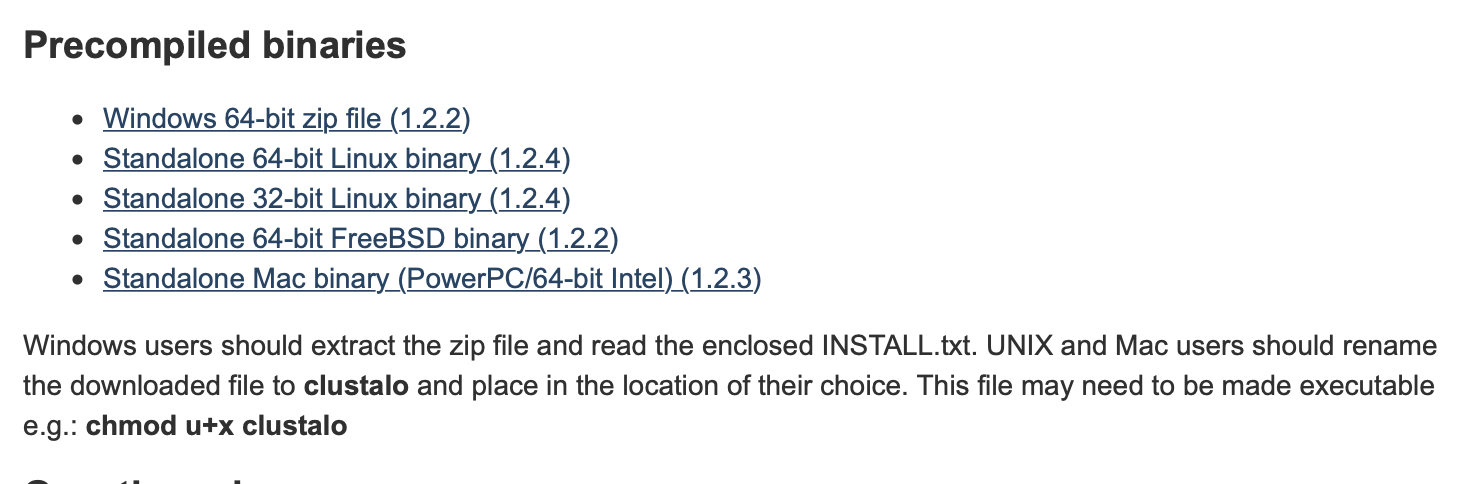 Precompiled binaries
• Windows 64-bit zip file (1.2.2)
• Standalone 64-bit Linux binary (1.2.4)
• Standalone 32-bit Linux binary (1.2.4)
• Standalone 64-bit FreeBSD binary (1.2.2)
• Standalone Mac binary (PowerPC/64-bit Intel) (1.2.3)
Windows users should extract the zip file and read the enclosed INSTALL.txt. UNIX and Mac users should rename
the downloaded file to clustalo and place in the location of their choice. This file may need to be made executable
e.g.: chmod u+x clustalo